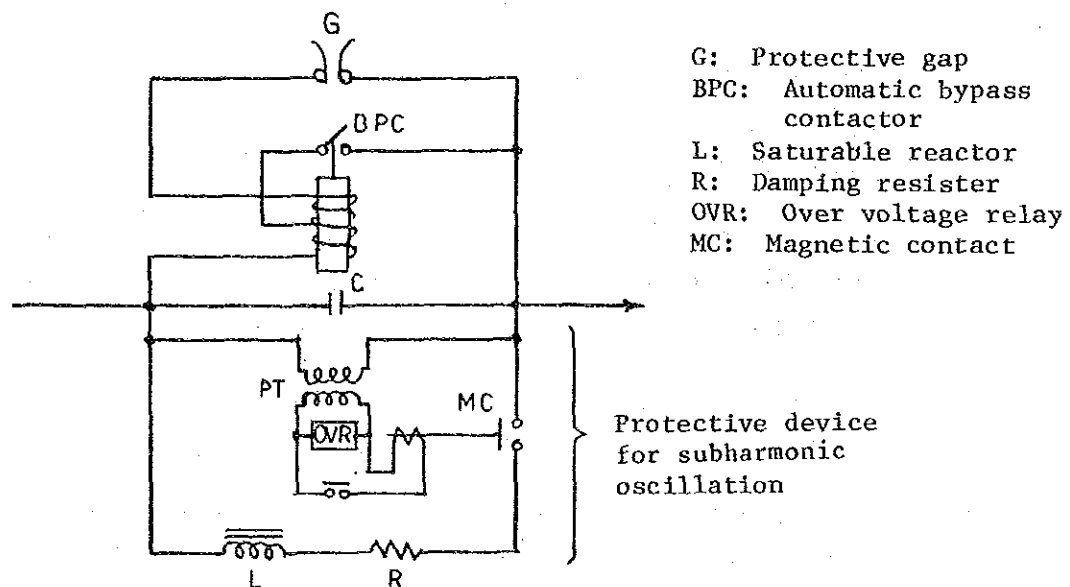 G
BPC
C
PT
OVR
MC
L
R
G: Protective gap
BPC: Automatic bypass
contactor
L: Saturable reactor
R: Damping resister
OVR: Over voltage relay
MC: Magnetic contact
Protective device
for subharmonic
oscillation